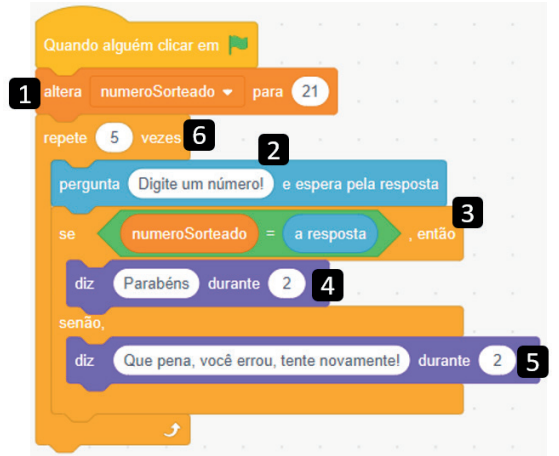 Quando alguém clicar em
1 altera numeroSorteado para 21
repete 5 vezes 6
2
pergunta Digite um número! e espera pela resposta
3
se numeroSorteado = a resposta , então
diz Parabéns durante 2 4
senão,
diz Que pena, você errou, tente novamente! durante 2 5